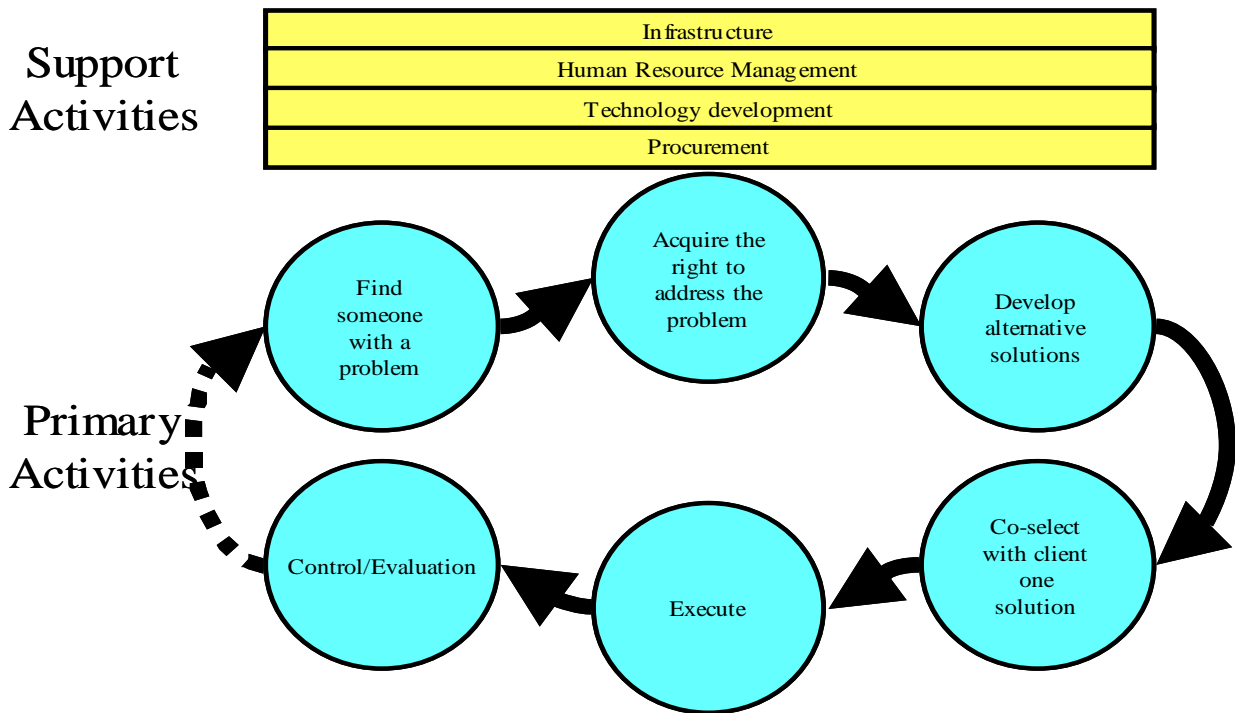 Support
Activities
Infrastructure
Human Resource Management
Technology development
Procurement
Primary
Activities
Find
someone
with a
problem
Acquire the
right to
address the
problem
Develop
alternative
solutions
Co-select
with client
one
solution
Execute
Control/Evaluation